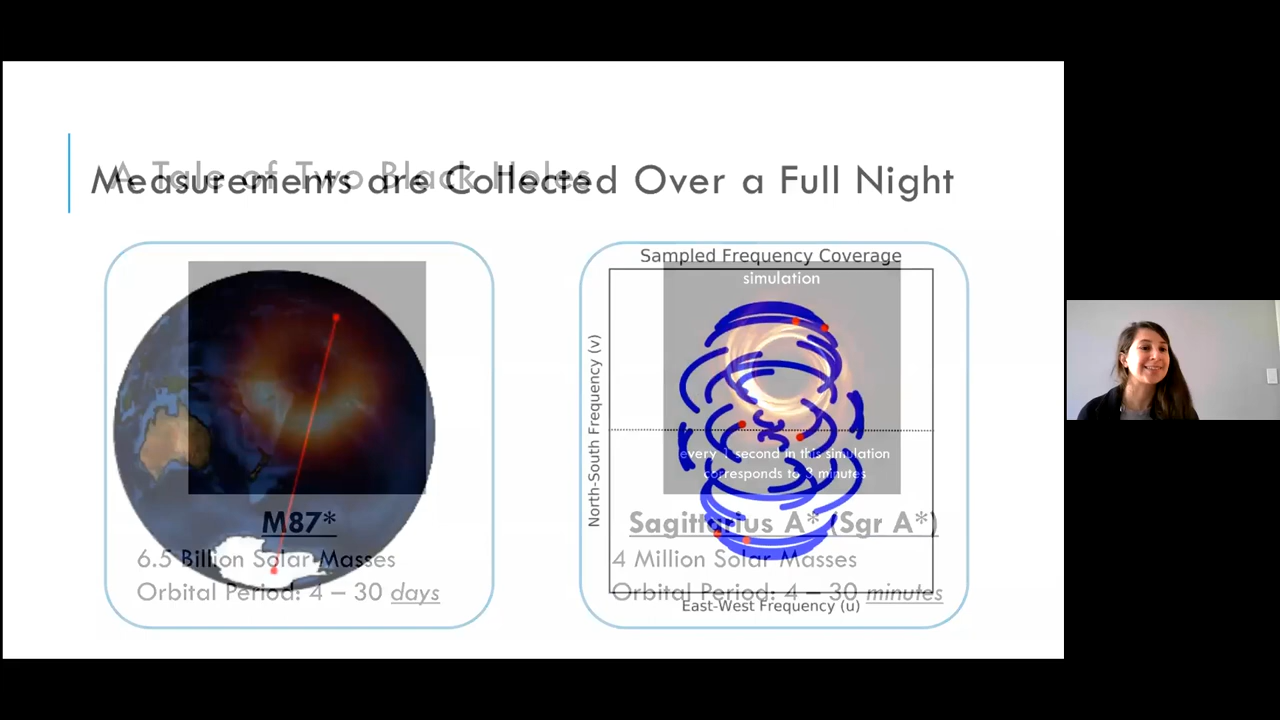 A Tale of Two Black Holes
Measurements are Collected Over a Full Night
Sampled Frequency Coverage
simulation
North-South Frequency (v)
every 1 second in this simulation
corresponds to 3 minutes
East-West Frequency (u)
M87*
6.5 Billion Solar Masses
Orbital Period: 4 – 30 days
Sagittarius A* (Sgr A*)
4 Million Solar Masses
Orbital Period: 4 – 30 minutes